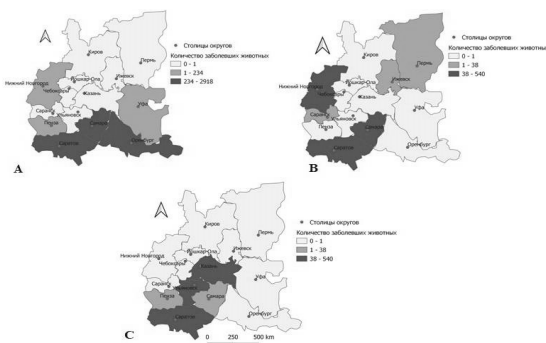 Киров
Пермь
Нижний Новгород
Йошкар-Ола
Ижевск
Чебоксары
Казань
Саранск
Ульяновск
Уфа
Пенза
Самара
Саратов
Оренбург
Столицы округов
Количество заболевших животных
0 - 1
1 - 234
234 - 2918
A
Киров
Пермь
Нижний Новгород
Йошкар-Ола
Ижевск
Чебоксары
Казань
Саранск
Ульяновск
Уфа
Пенза
Самара
Саратов
Оренбург
Столицы округов
Количество заболевших животных
0 - 1
1 - 38
38 - 540
B
Киров
Пермь
Нижний Новгород
Йошкар-Ола
Ижевск
Чебоксары
Казань
Саранск
Ульяновск
Уфа
Пенза
Самара
Саратов
Оренбург
Столицы округов
Количество заболевших животных
0 - 1
1 - 38
38 - 540
C
0 250 500 km